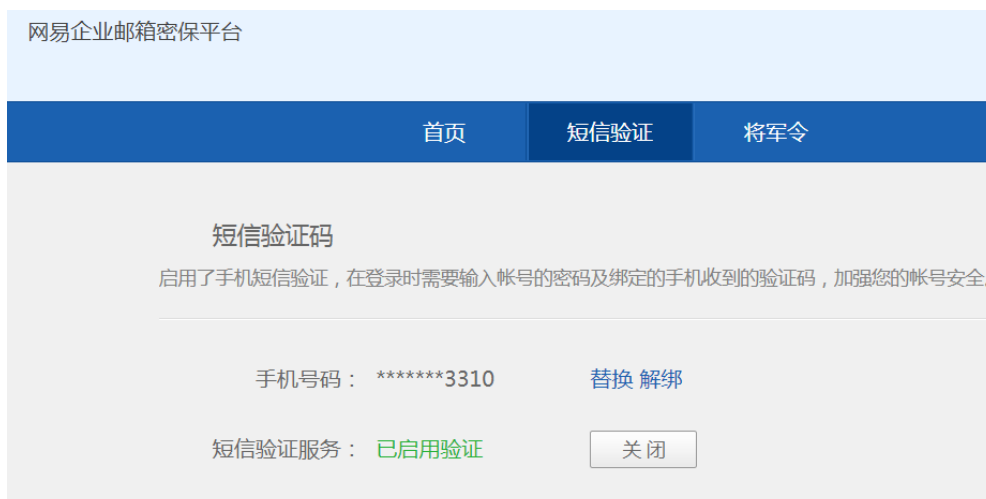 网易企业邮箱密保平台
首页 短信验证 将军令
短信验证码
启用了手机短信验证，在登录时需要输入帐号的密码及绑定的手机收到的验证码，加强您的帐号安全。
手机号码： *******3310 替换 解绑
短信验证服务： 已启用验证 关闭